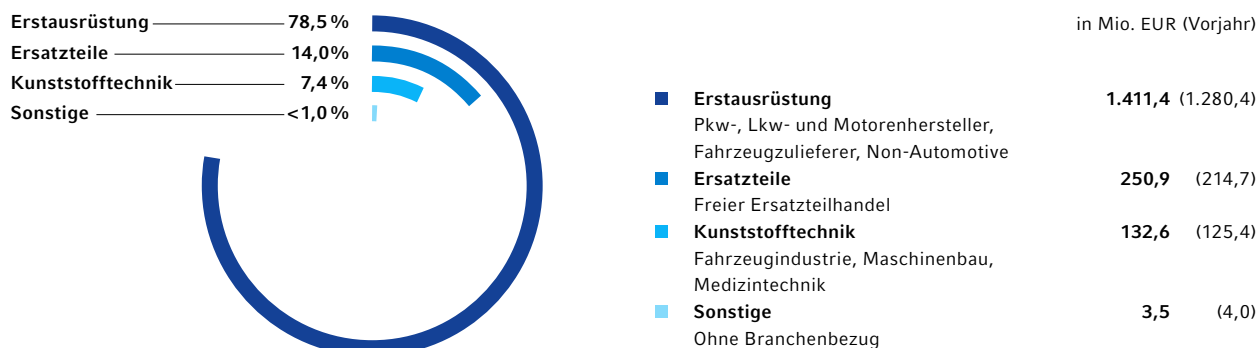 Erstausrüstung 78,5 %
Ersatzteile 14,0 %
Kunststofftechnik 7,4 %
Sonstige <1,0 %
in Mio. EUR (Vorjahr)
Erstausrüstung 1.411,4 (1.280,4)
Pkw-, Lkw- und Motorenhersteller,
Fahrzeugzulieferer, Non-Automotive
Ersatzteile 250,9 (214,7)
Freier Ersatzteilhandel
Kunststofftechnik 132,6 (125,4)
Fahrzeugindustrie, Maschinenbau,
Medizintechnik
Sonstige 3,5 (4,0)
Ohne Branchenbezug